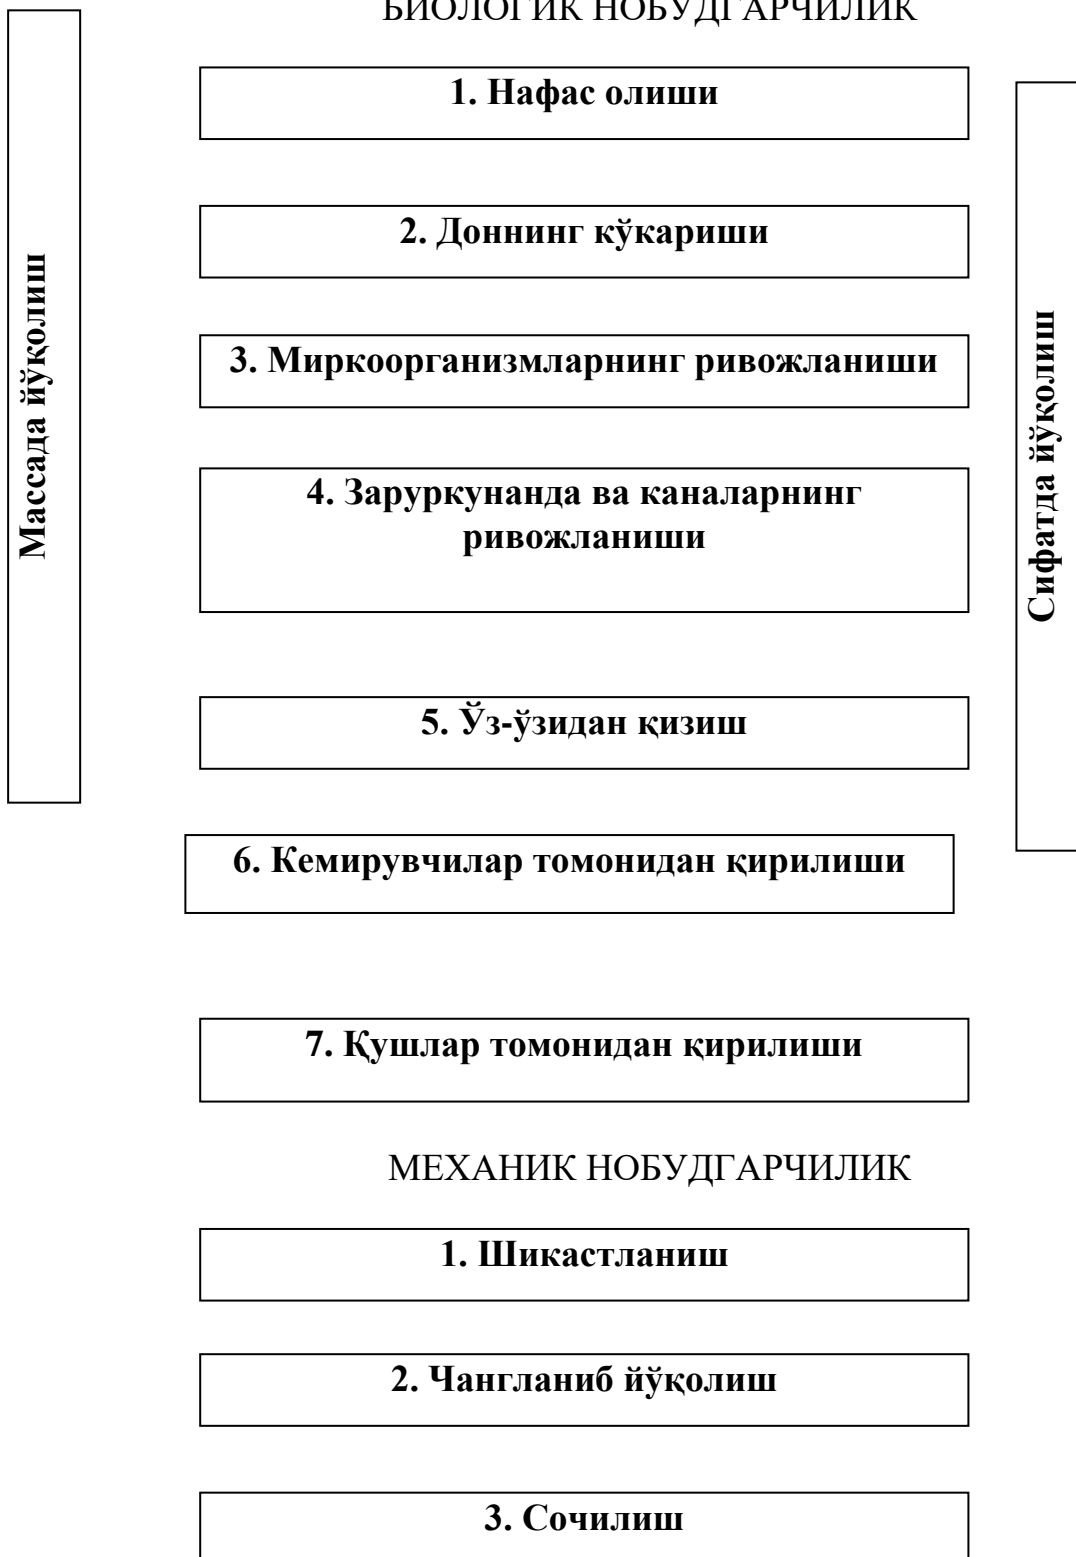 БИОЛОГИК НОБУДГАРЧИЛИК
Массада йўқолиш
1. Нафас олиши
2. Доннинг кўкариши
3. Миркоорганизмларнинг ривожланиши
4. Заруркунанда ва каналарнинг
ривожланиши
5. Ўз-ўзидан қизиш
6. Кемирувчилар томонидан қирилиши
7. Қушлар томонидан қирилиши
Сифатда йўқолиш
МЕХАНИК НОБУДГАРЧИЛИК
1. Шикастланиш
2. Чангланиб йўқолиш
3. Сочилиш